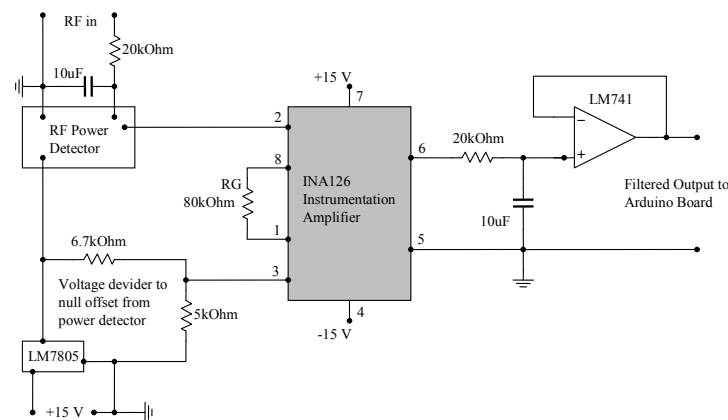 RF in
20kOhm
10uF
RF Power
Detector
+15 V
7
2
8
RG
80kOhm
1
3
INA126
Instrumentation
Amplifier
6
5
4
-15 V
20kOhm
10uF
LM741
−
+
Filtered Output to
Arduino Board
6.7kOhm
Voltage devider to
null offset from
power detector
5kOhm
LM7805
+15 V